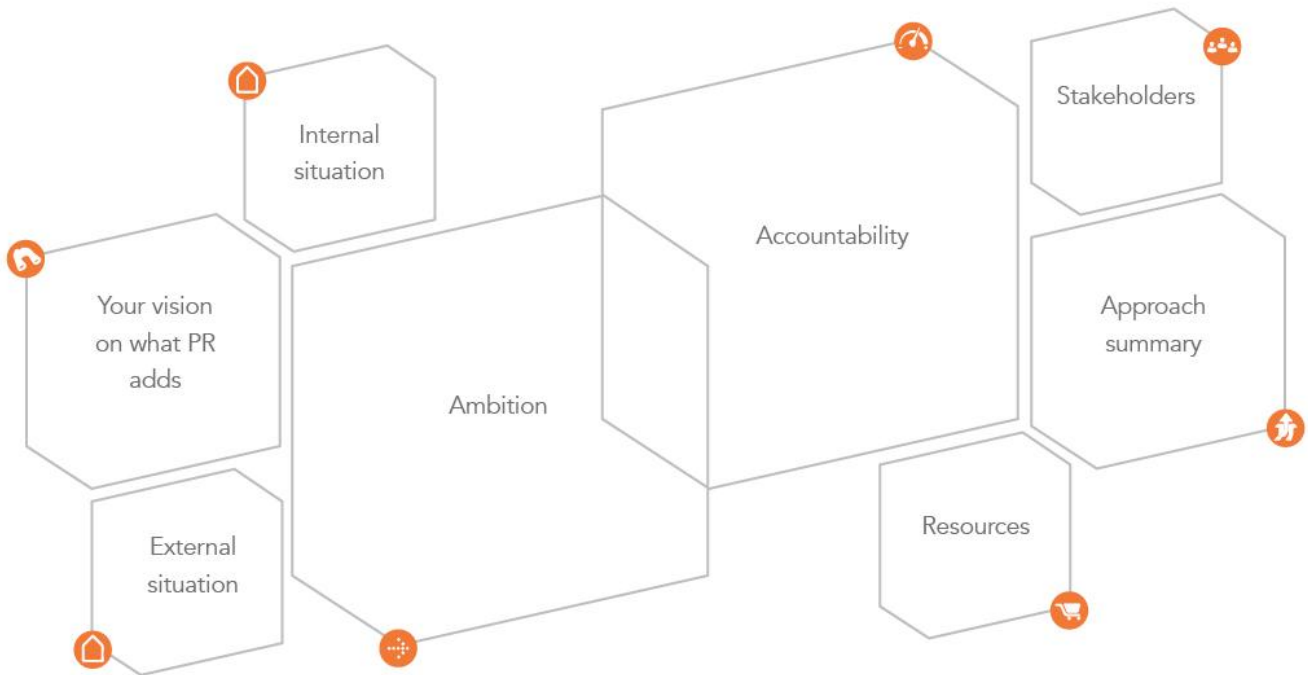 Internal
situation
Your vision
on what PR
adds
External
situation
Ambition
Accountability
Stakeholders
Approach
summary
Resources